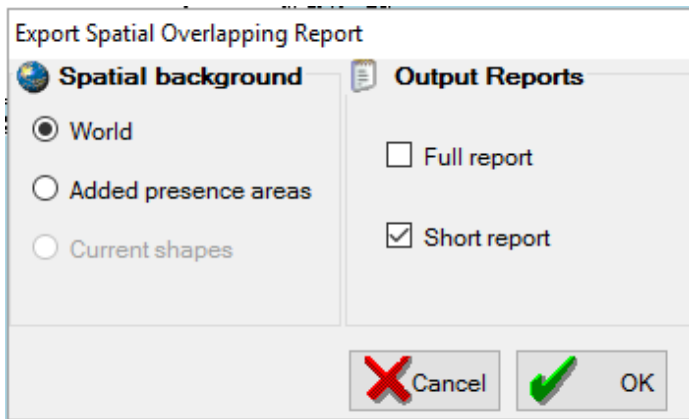 Export Spatial Overlapping Report
Spatial background
World
Added presence areas
Current shapes
Output Reports
Full report
Short report
Cancel
OK